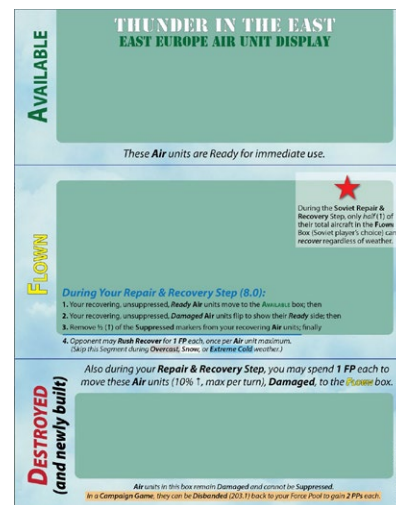 THUNDER IN THE EAST
EAST EUROPE AIR UNIT DISPLAY
AVAILABLE
These Air units are Ready for immediate use.
FLOWN
During the Soviet Repair &
Recovery Step, only half (↑) of
their total aircraft in the Flown
Box (Soviet player's choice) can
recover regardless of weather.
During Your Repair & Recovery Step (8.0):
1. Your recovering, unsuppressed, Ready Air units move to the AVAILABLE box; then
2. Your recovering, unsuppressed, Damaged Air units flip to show their Ready side; then
3. Remove ½ (↑) of the Suppressed markers from your recovering Air units; finally
4. Opponent may Rush Recover for 1 FP each, once per Air unit maximum.
(Skip this Segment during Overcast, Snow, or Extreme Cold weather.)
DESTROYED
(and newly built)
Also during your Repair & Recovery Step, you may spend 1 FP each to
move these Air units (10% ↑, max per turn), Damaged, to the FLOWN box.
Air units in this box remain Damaged and cannot be Suppressed.
In a Campaign Game, they can be Disbanded (203.1) back to your Force Pool to gain 2 PPs each.